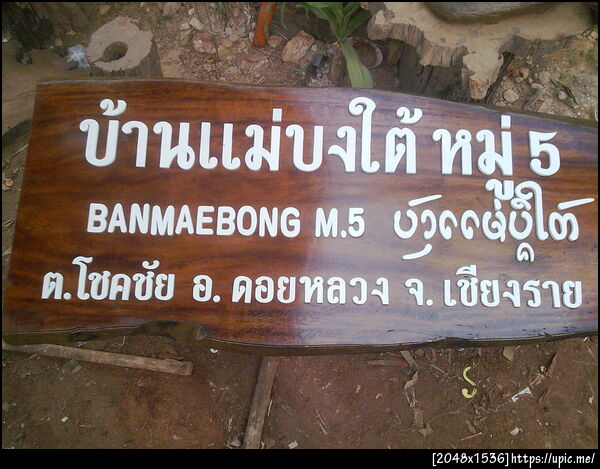 บ้านแม่บงใต้ หมู่ 5
BANMAEBONG M.5
ต.โชคชัย อ. ดอยหลวง จ. เชียงราย
[2048x1536]https://upic.me/